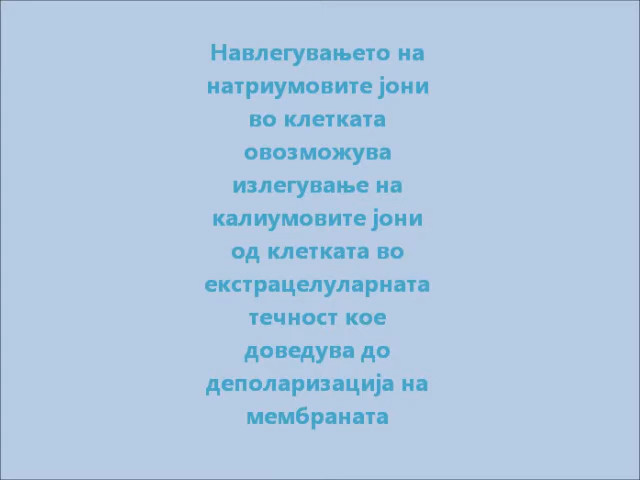 Навлегувањето на
натриумовите јони
во клетката
овозможува
излегување на
калиумовите јони
од клетката во
екстрацелуларната
течност кое
доведува до
деполаризација на
мембраната